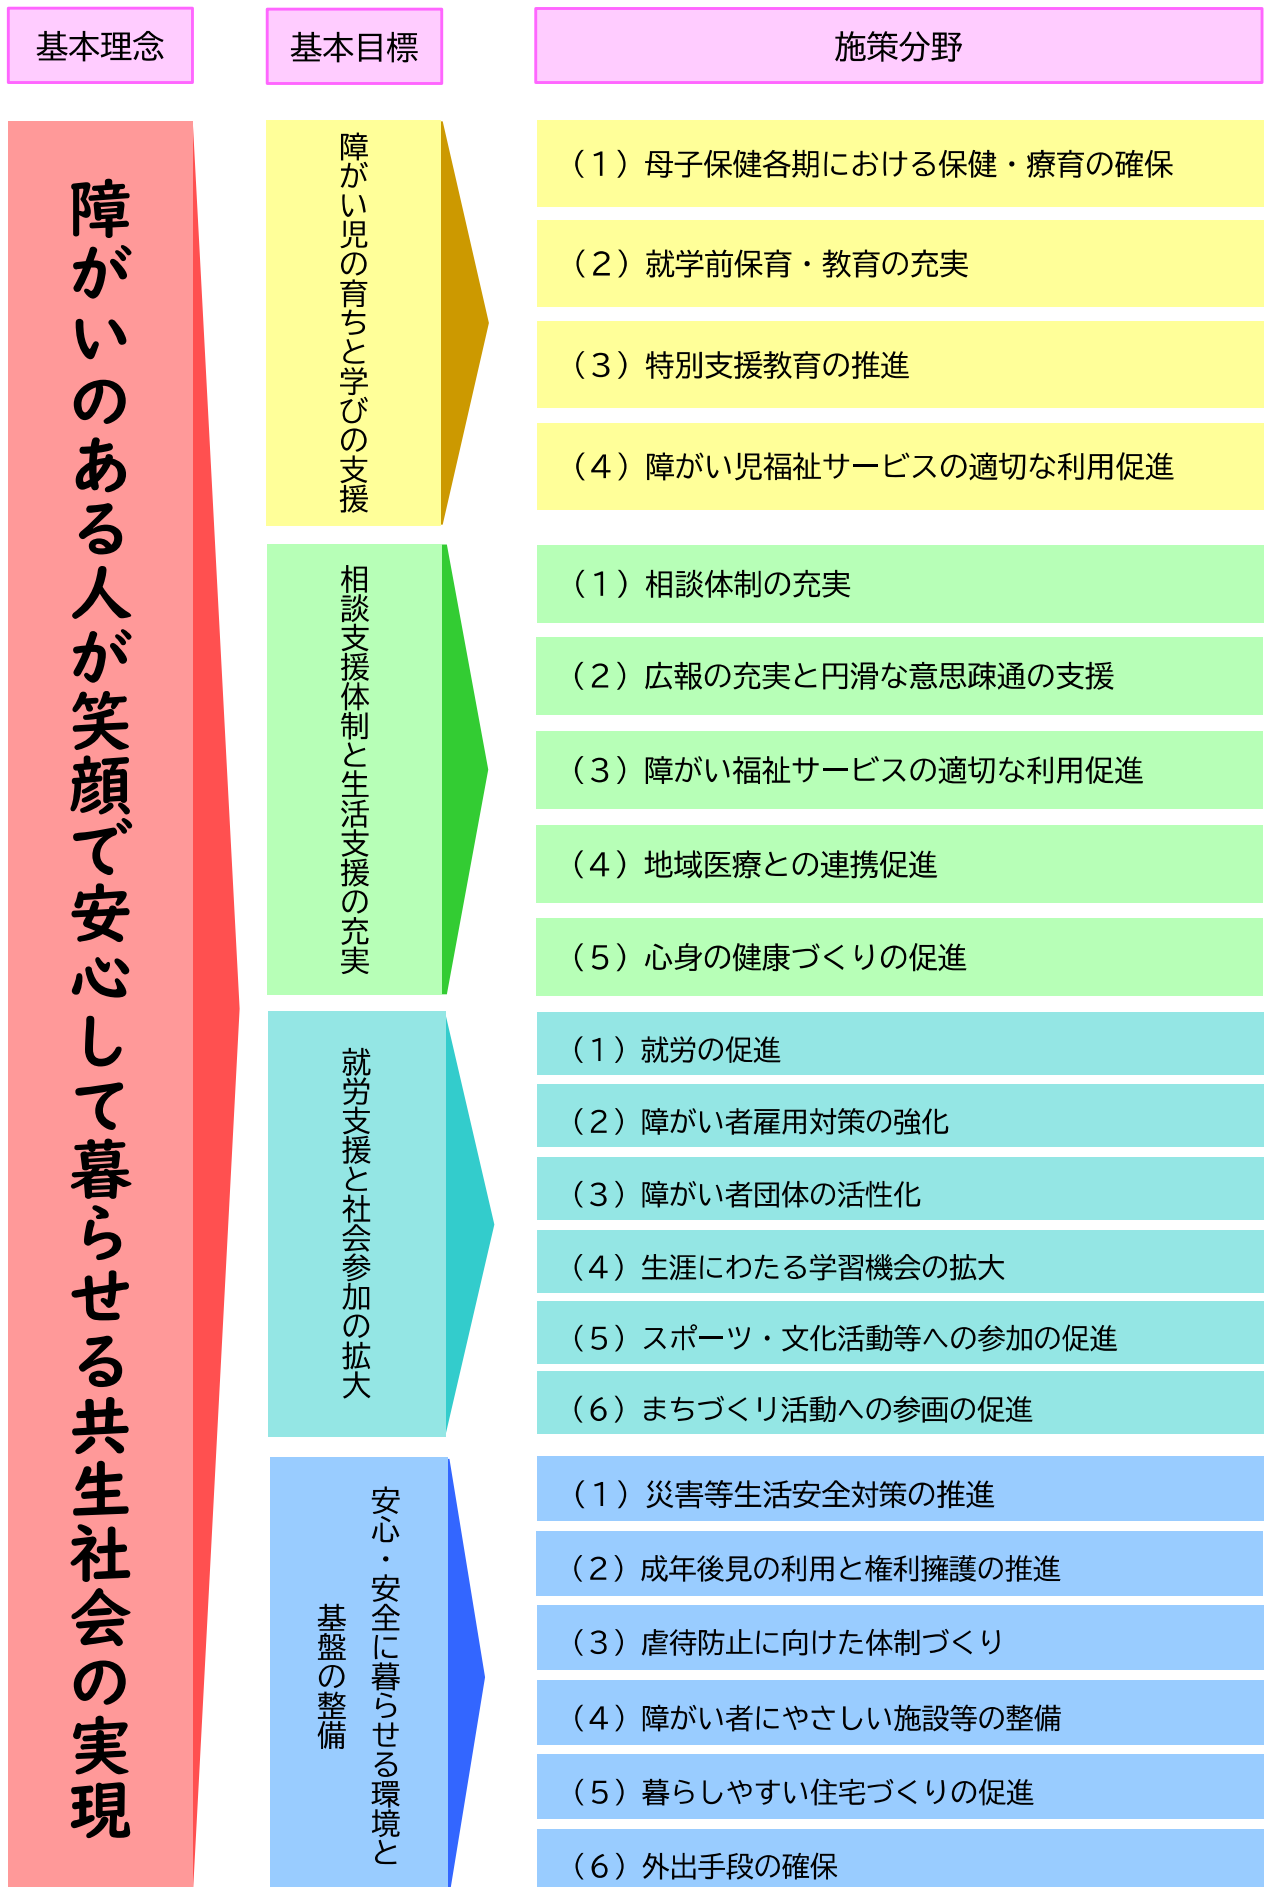 基本理念
基本目標
施策分野
障がいのある人が笑顔で安心して暮らせる共生社会の実現
障がい児の育ちと学びの支援
（１）母子保健各期における保健・療育の確保
（２）就学前保育・教育の充実
（３）特別支援教育の推進
（４）障がい児福祉サービスの適切な利用促進
相談支援体制と生活支援の充実
（１）相談体制の充実
（２）広報の充実と円滑な意思疎通の支援
（３）障がい福祉サービスの適切な利用促進
（４）地域医療との連携促進
（５）心身の健康づくりの促進
就労支援と社会参加の拡大
（１）就労の促進
（２）障がい者雇用対策の強化
（３）障がい者団体の活性化
（４）生涯にわたる学習機会の拡大
（５）スポーツ・文化活動等への参加の促進
（６）まちづくり活動への参画の促進
安心・安全に暮らせる環境と
基盤の整備
（１）災害等生活安全対策の推進
（２）成年後見の利用と権利擁護の推進
（３）虐待防止に向けた体制づくり
（４）障がい者にやさしい施設等の整備
（５）暮らしやすい住宅づくりの促進
（６）外出手段の確保